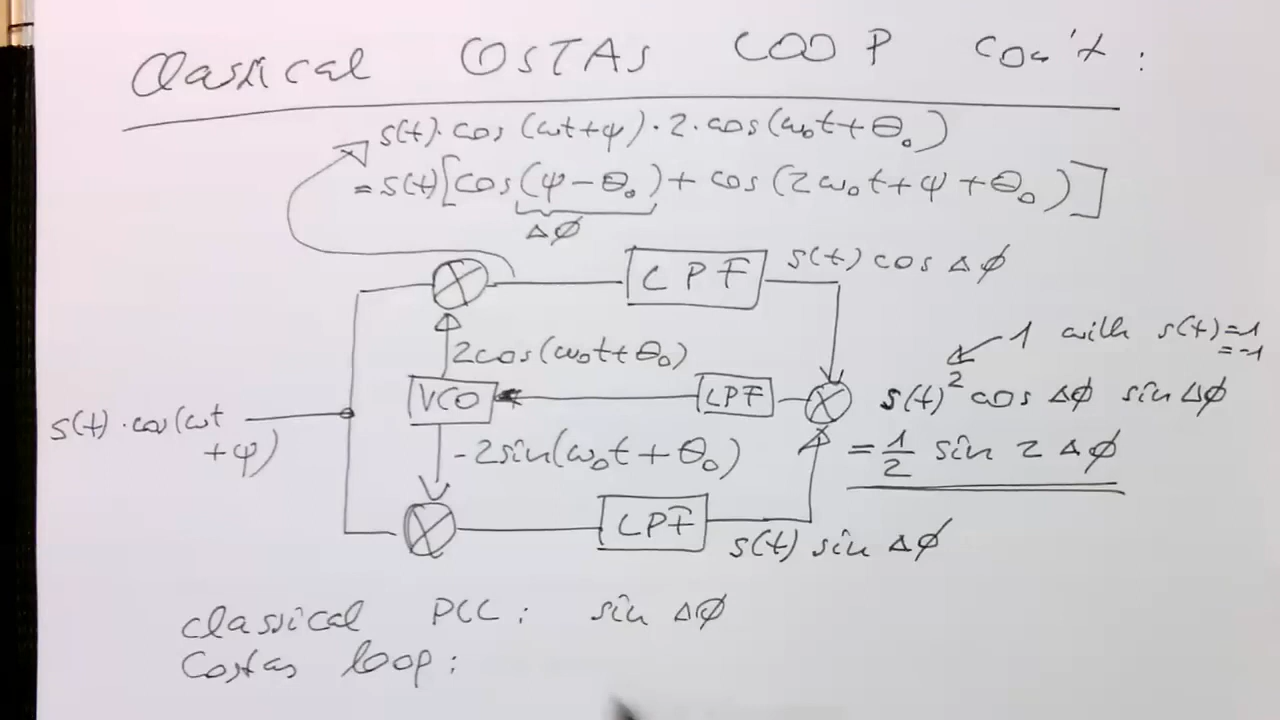 Classical COSTAS LOOP con't :
s(t)·cos(ωt+φ)·2·cos(ω₀t+Θ₀)
=s(t)[cos(φ-Θ₀)+cos(2ω₀t+φ+Θ₀)]
Δϕ
LPF
s(t) cos Δϕ
1 with s(t)=1
=-1
2cos(ω₀t+Θ₀)
VCO
LPF
s(t)² cos Δϕ sin Δϕ
s(t)·cos(ωt
+φ)
-2sin(ω₀t+Θ₀)
=1/2 sin 2 Δϕ
LPF
s(t) sin Δϕ
classical PLL: sin Δϕ
Costas loop: